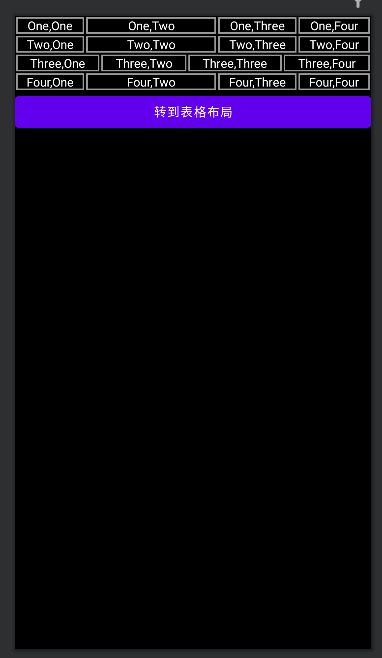 One,One One,Two One,Three One,Four
Two,One Two,Two Two,Three Two,Four
Three,One Three,Two Three,Three Three,Four
Four,One Four,Two Four,Three Four,Four
转到表格布局